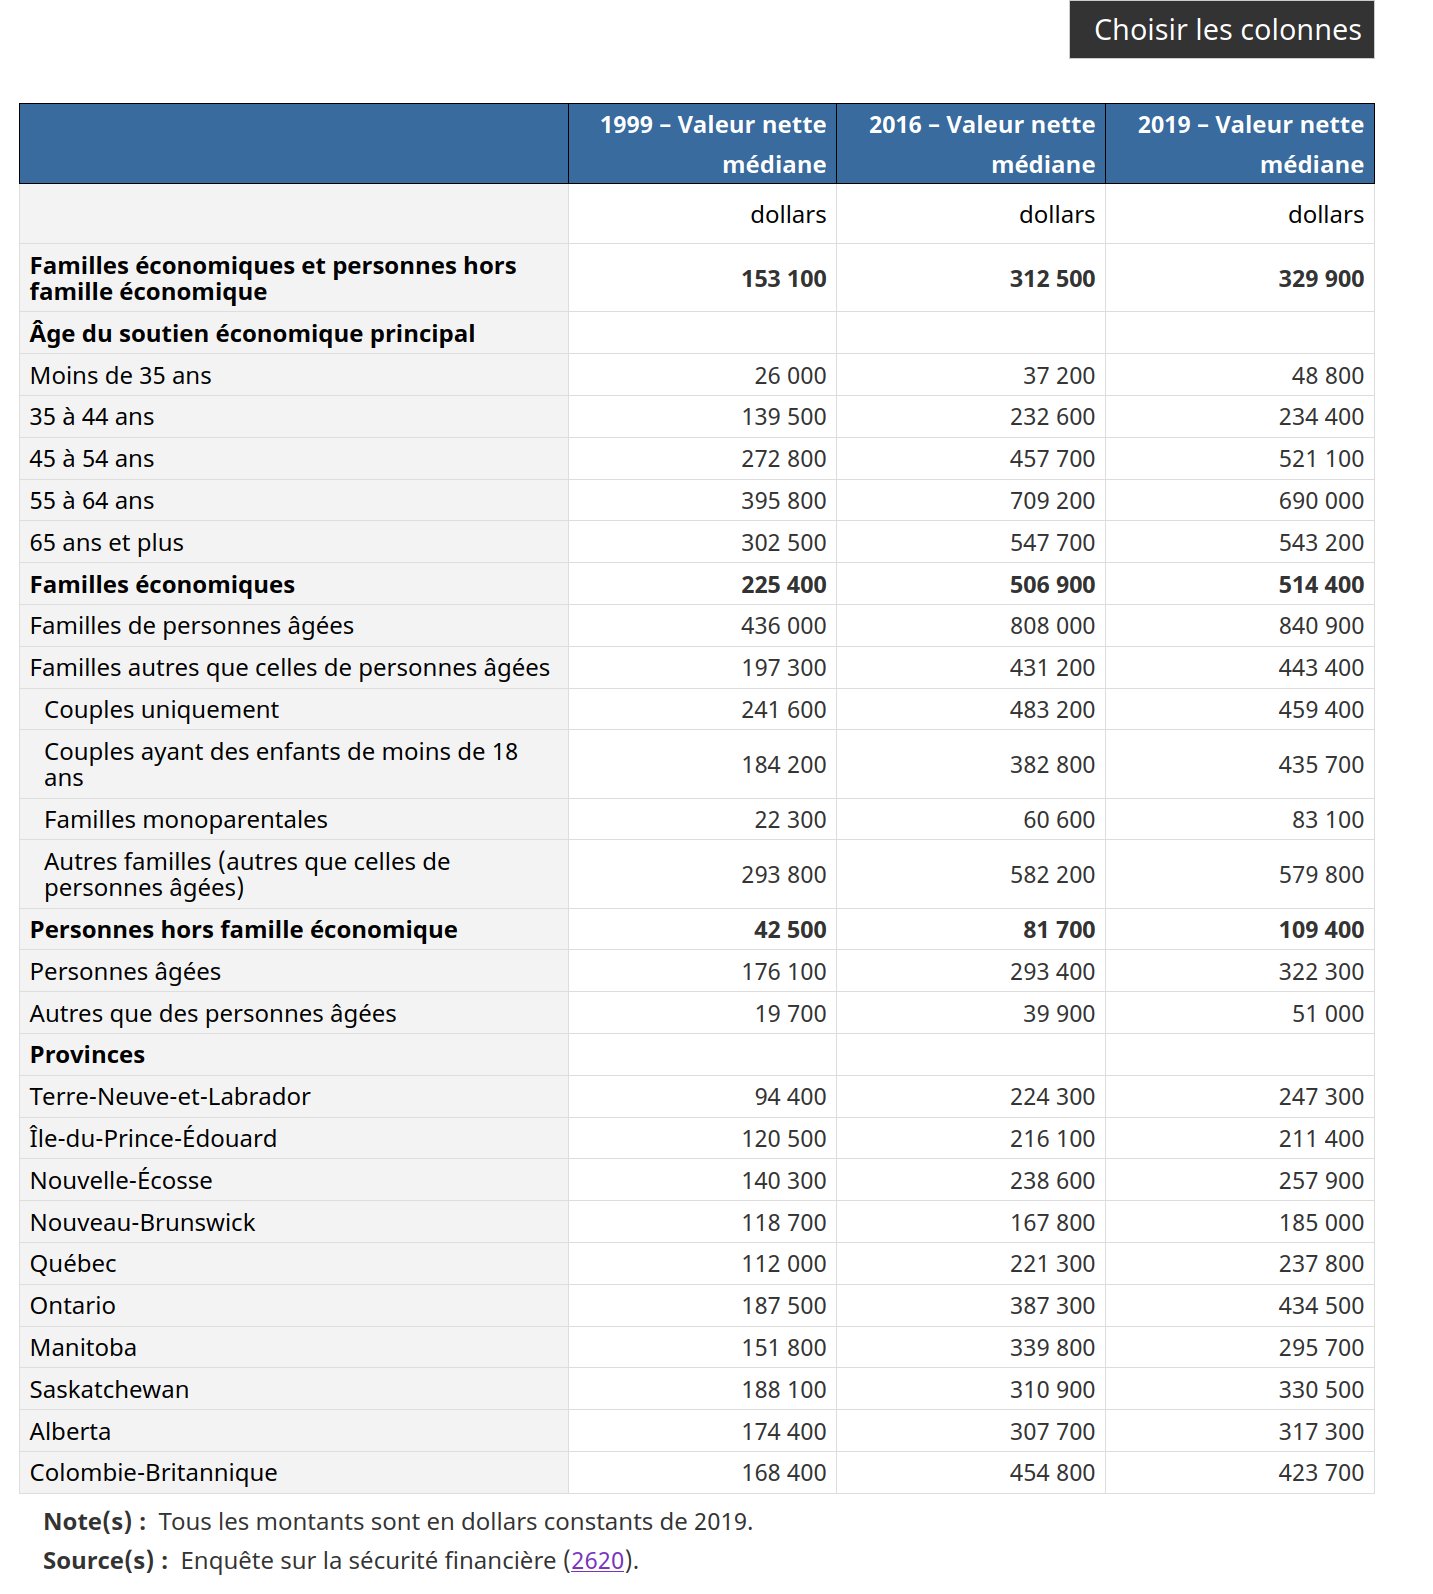 Choisir les colonnes
1999 – Valeur nette médiane 2016 – Valeur nette médiane 2019 – Valeur nette médiane
dollars dollars dollars
Familles économiques et personnes hors famille économique 153 100 312 500 329 900
Âge du soutien économique principal
Moins de 35 ans 26 000 37 200 48 800
35 à 44 ans 139 500 232 600 234 400
45 à 54 ans 272 800 457 700 521 100
55 à 64 ans 395 800 709 200 690 000
65 ans et plus 302 500 547 700 543 200
Familles économiques 225 400 506 900 514 400
Familles de personnes âgées 436 000 808 000 840 900
Familles autres que celles de personnes âgées 197 300 431 200 443 400
Couples uniquement 241 600 483 200 459 400
Couples ayant des enfants de moins de 18 ans 184 200 382 800 435 700
Familles monoparentales 22 300 60 600 83 100
Autres familles (autres que celles de personnes âgées) 293 800 582 200 579 800
Personnes hors famille économique 42 500 81 700 109 400
Personnes âgées 176 100 293 400 322 300
Autres que des personnes âgées 19 700 39 900 51 000
Provinces
Terre-Neuve-et-Labrador 94 400 224 300 247 300
Île-du-Prince-Édouard 120 500 216 100 211 400
Nouvelle-Écosse 140 300 238 600 257 900
Nouveau-Brunswick 118 700 167 800 185 000
Québec 112 000 221 300 237 800
Ontario 187 500 387 300 434 500
Manitoba 151 800 339 800 295 700
Saskatchewan 188 100 310 900 330 500
Alberta 174 400 307 700 317 300
Colombie-Britannique 168 400 454 800 423 700
Note(s) : Tous les montants sont en dollars constants de 2019.
Source(s) : Enquête sur la sécurité financière (2620).